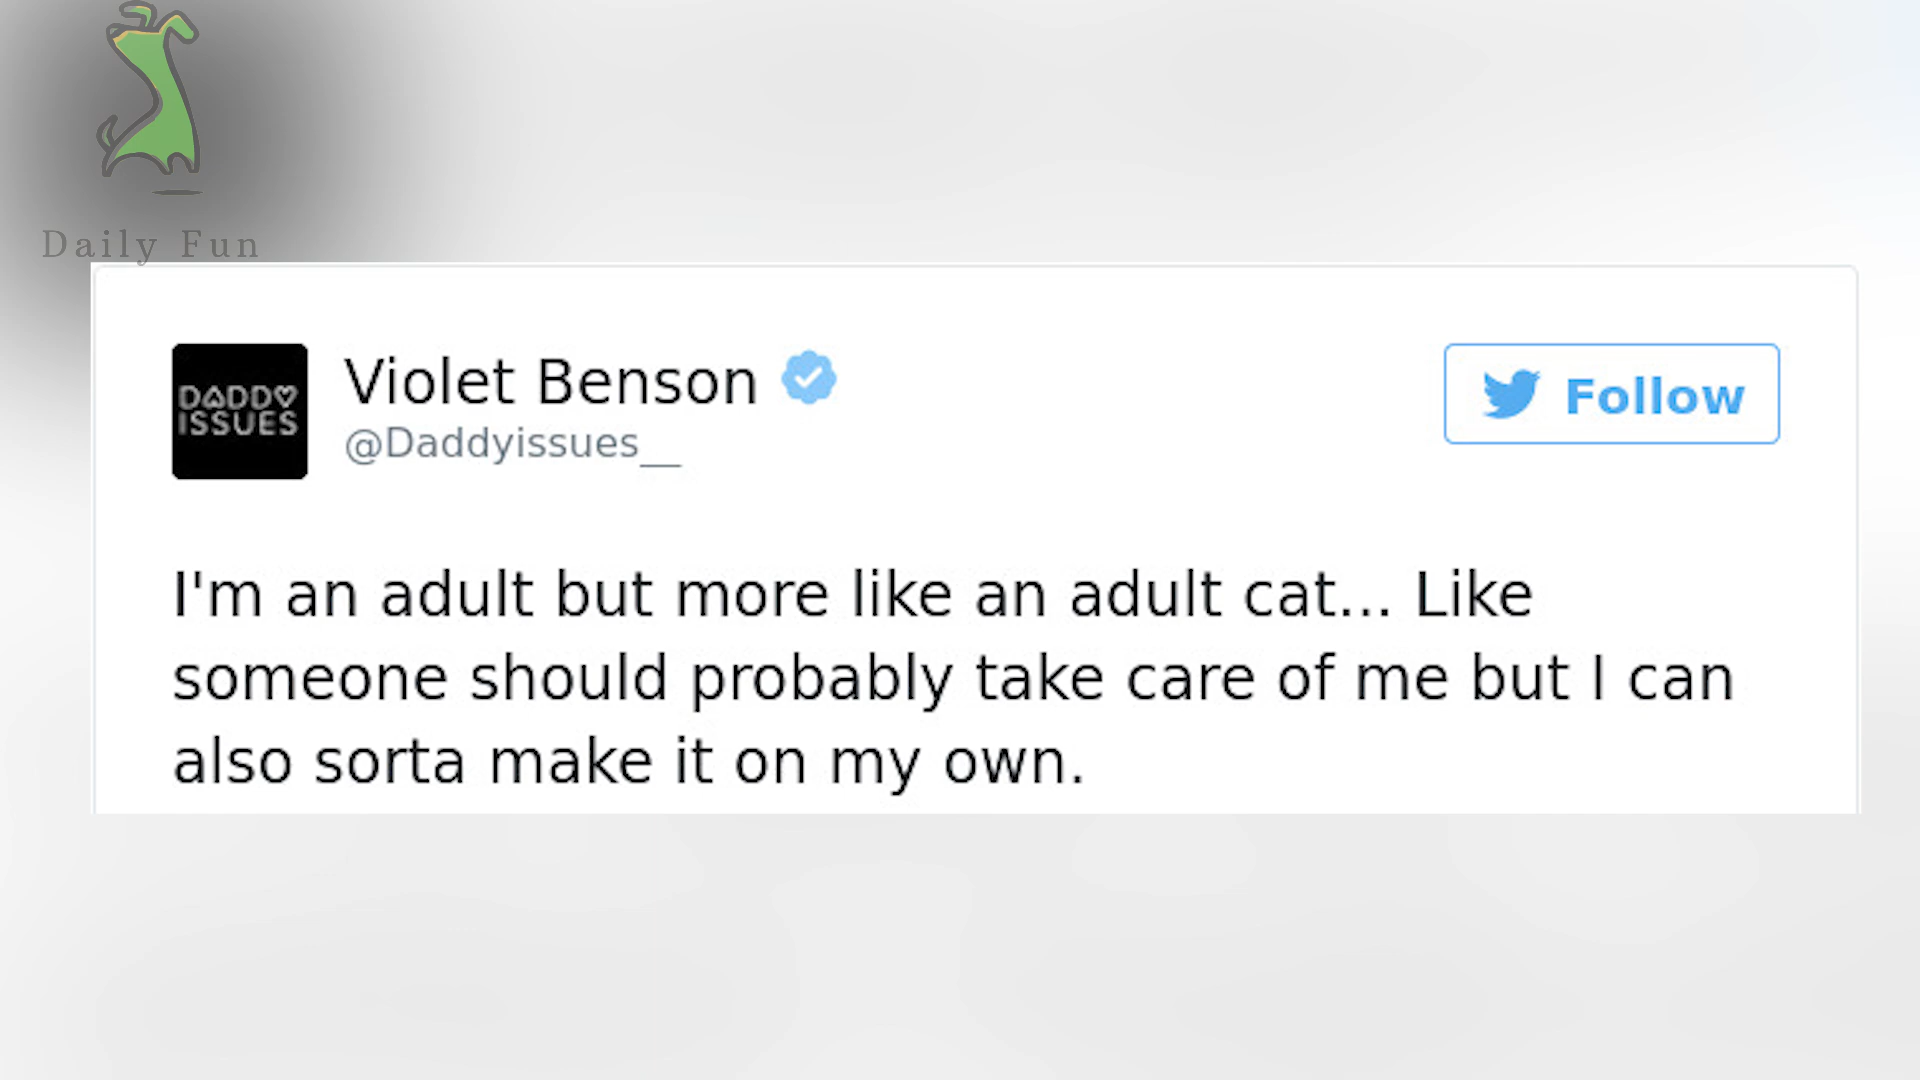 Daily Fun
DADDY
ISSUES
Violet Benson
@Daddyissues__
Follow
I'm an adult but more like an adult cat... Like
someone should probably take care of me but I can
also sorta make it on my own.